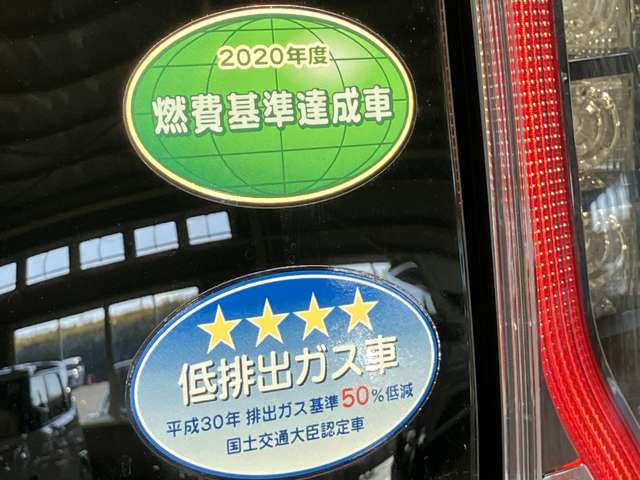 2020年度
燃費基準達成車
★★★★
低排出ガス車
平成30年 排出ガス基準50%低減
国土交通大臣認定車